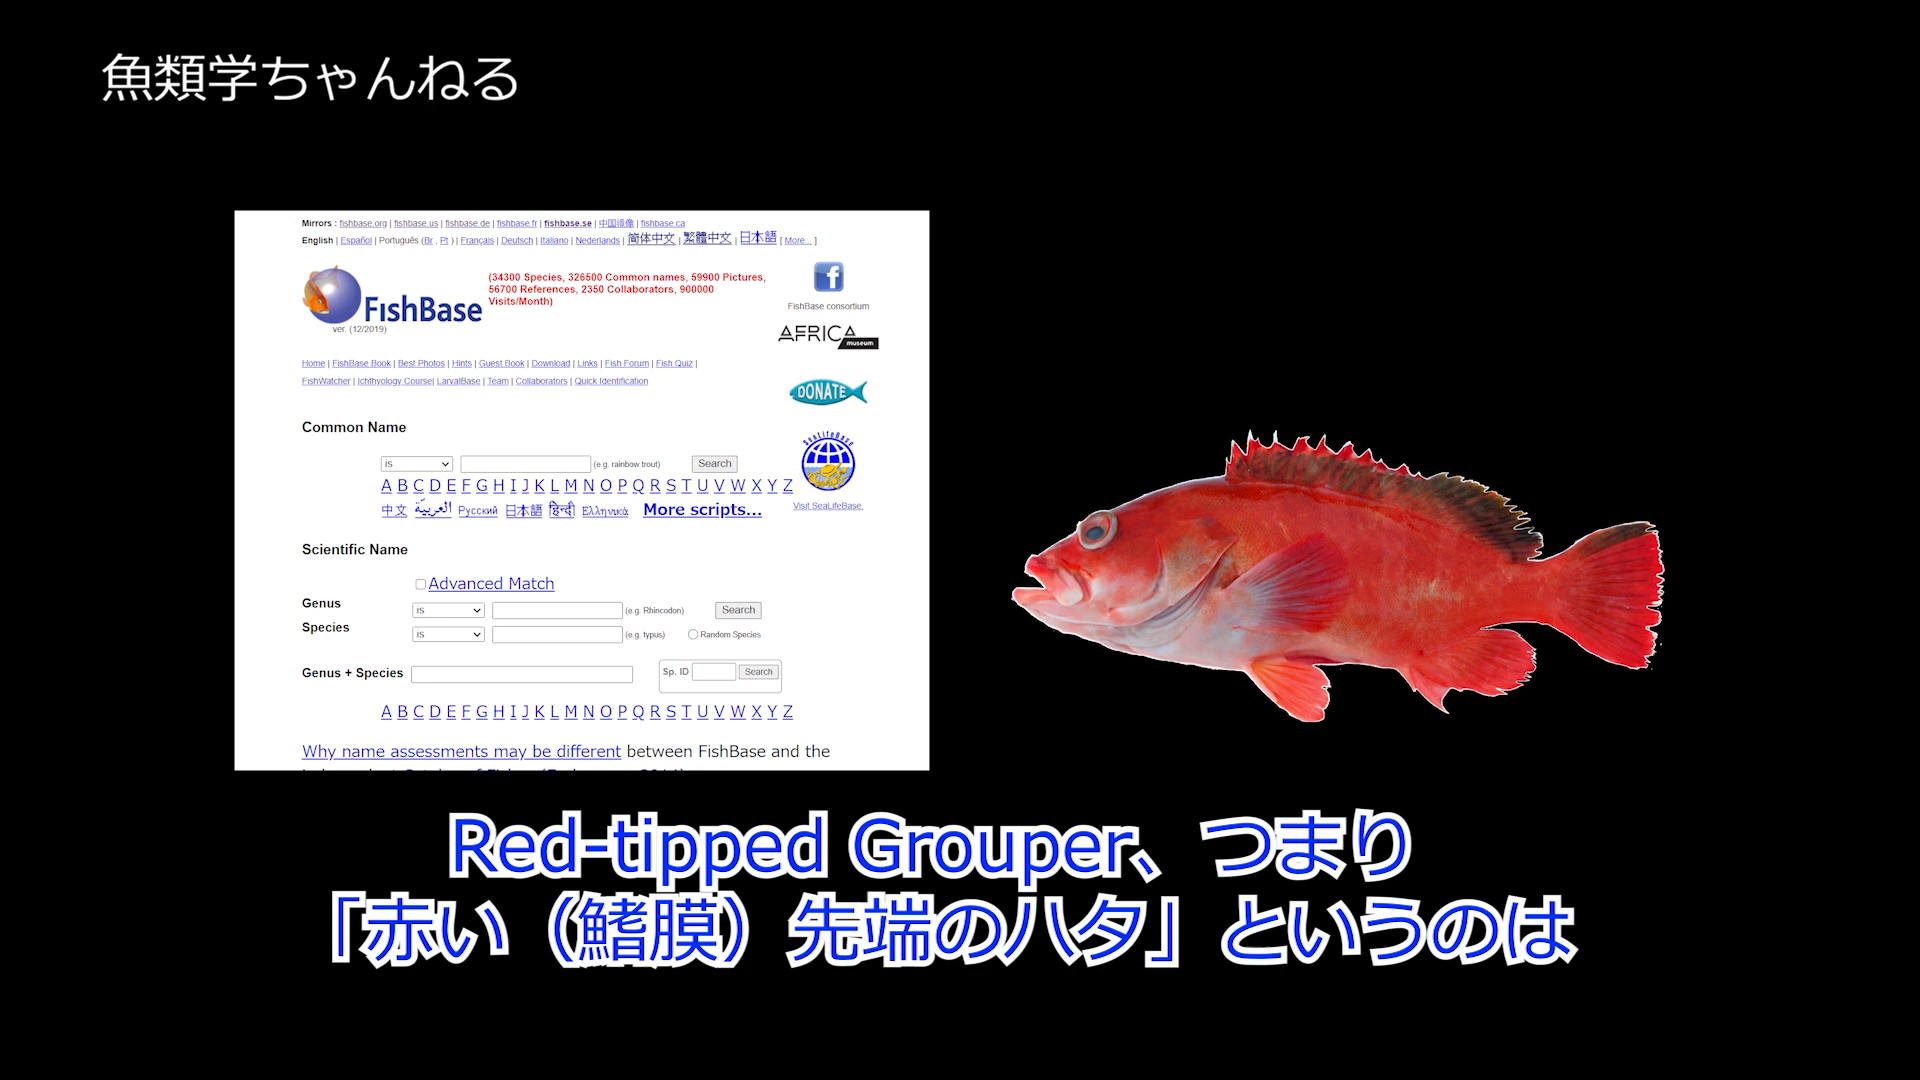 魚類学ちゃんねる
Mirrors : fishbase.org | fishbase.us | fishbase.de | fishbase.fr | fishbase.se | 中国镜像 | fishbase.ca
English | Español | Português (Br , Pt ) | Français | Deutsch | Italiano | Nederlands | 简体中文 | 繁體中文 | 日本語 [ More... ]
FishBase
ver. (12/2019)
(34300 Species, 326500 Common names, 59900 Pictures,
56700 References, 2350 Collaborators, 900000
Visits/Month)
FishBase consortium
AFRICA
museum
Home | FishBase Book | Best Photos | Hints | Guest Book | Download | Links | Fish Forum | Fish Quiz |
FishWatcher | Ichthyology Course| LarvalBase | Team | Collaborators | Quick Identification
DONATE
Common Name
is (e.g. rainbow trout) Search
A B C D E F G H I J K L M N O P Q R S T U V W X Y Z
中文 العربيّة Русский 日本語 हिन्दी Ελληνικά More scripts...
SeaLifeBase
Visit SeaLifeBase.
Scientific Name
Advanced Match
Genus is (e.g. Rhincodon) Search
Species is (e.g. typus) Random Species
Genus + Species Sp. ID Search
A B C D E F G H I J K L M N O P Q R S T U V W X Y Z
Why name assessments may be different between FishBase and the
Red-tipped Grouper、つまり
「赤い（鰭膜）先端のハタ」というのは